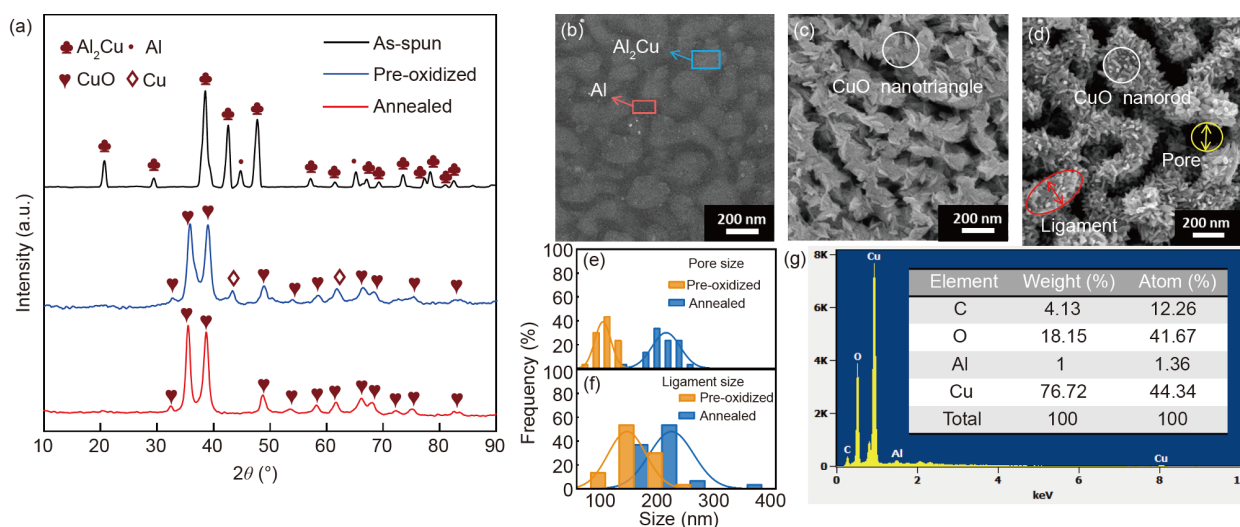 (a)
Al₂Cu • Al
CuO Cu
As-spun
Pre-oxidized
Annealed
Intensity (a.u.)
10 20 30 40 50 60 70 80 90
2θ (°)
(b)
Al₂Cu
Al
200 nm
(c)
CuO nanotriangle
200 nm
(d)
CuO nanorod
Pore
Ligament
200 nm
(e)
Pore size
Pre-oxidized
Annealed
100
80
60
40
20
Frequency (%)
(f)
Ligament size
Pre-oxidized
Annealed
100
80
60
40
20
0
100 200 300 400
Size (nm)
(g)
8K
6K
4K
2K
0
Cu
O
C
Al
Cu
0 2 4 6 8
keV
Element Weight (%) Atom (%)
C 4.13 12.26
O 18.15 41.67
Al 1 1.36
Cu 76.72 44.34
Total 100 100